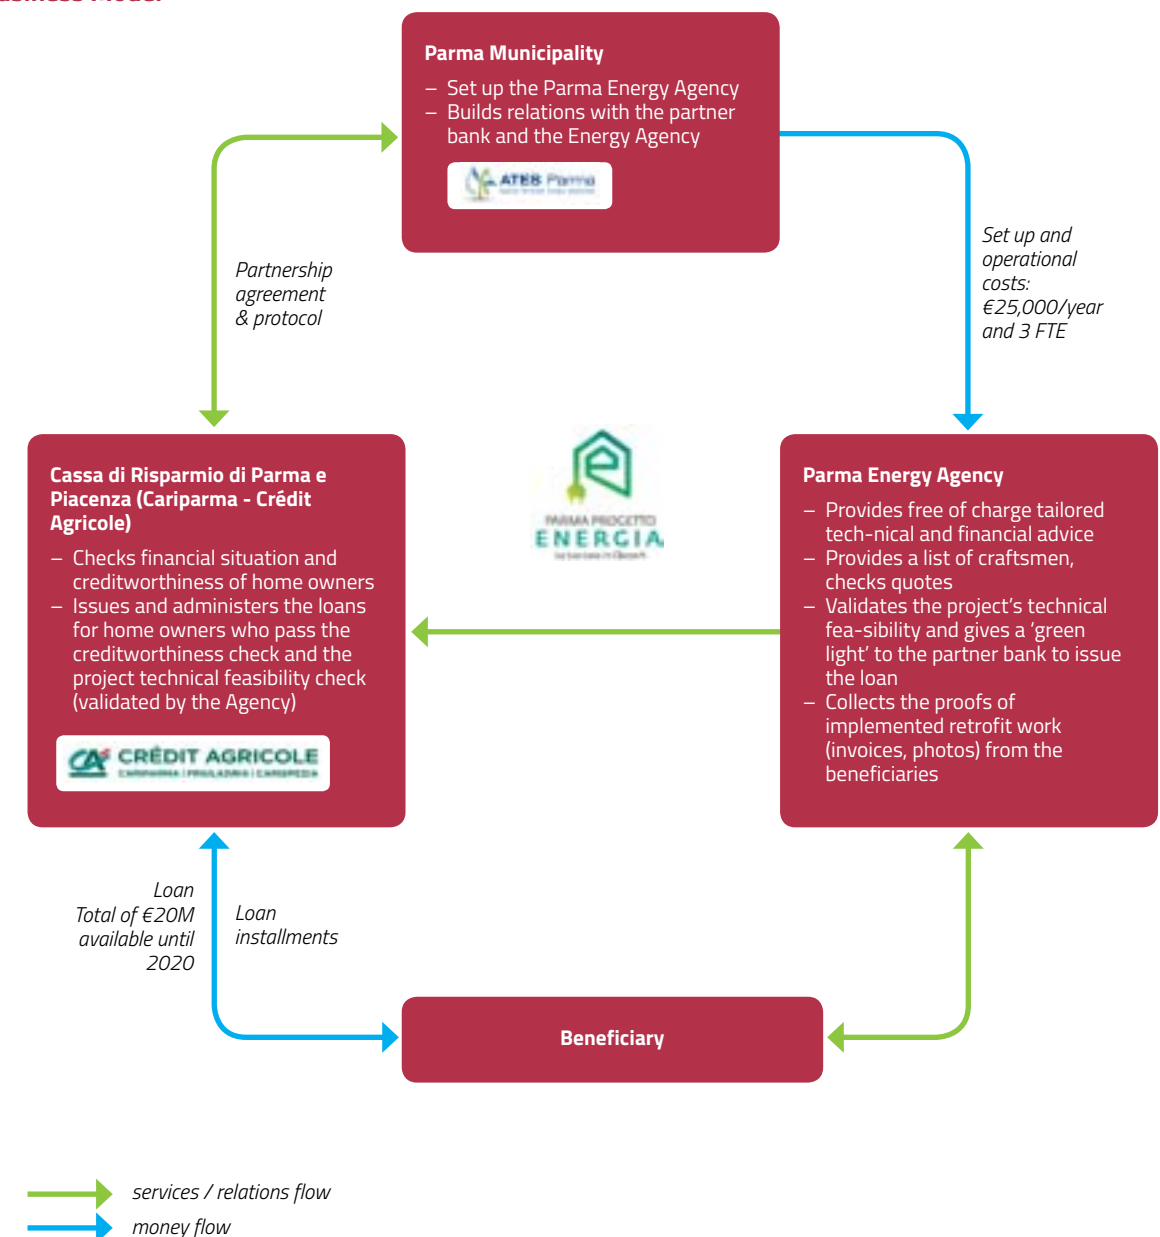 Business Model
Parma Municipality
– Set up the Parma Energy Agency
– Builds relations with the partner
bank and the Energy Agency
ATES Parma
Partnership
agreement
& protocol
Set up and
operational
costs:
€25,000/year
and 3 FTE
Cassa di Risparmio di Parma e
Piacenza (Cariparma - Crédit
Agricole)
– Checks financial situation and
creditworthiness of home owners
– Issues and administers the loans
for home owners who pass the
creditworthiness check and the
project technical feasibility check
(validated by the Agency)
CRÉDIT AGRICOLE
CARIPARMA | FRIULADRIA | CARISPEZIA
PARMA PROGETTO
ENERGIA
Parma Energy Agency
– Provides free of charge tailored
tech-nical and financial advice
– Provides a list of craftsmen,
checks quotes
– Validates the project’s technical
fea-sibility and gives a ‘green
light’ to the partner bank to issue
the loan
– Collects the proofs of
implemented retrofit work
(invoices, photos) from the
beneficiaries
Loan
Total of €20M
available until
2020
Loan
installments
Beneficiary
services / relations flow
money flow